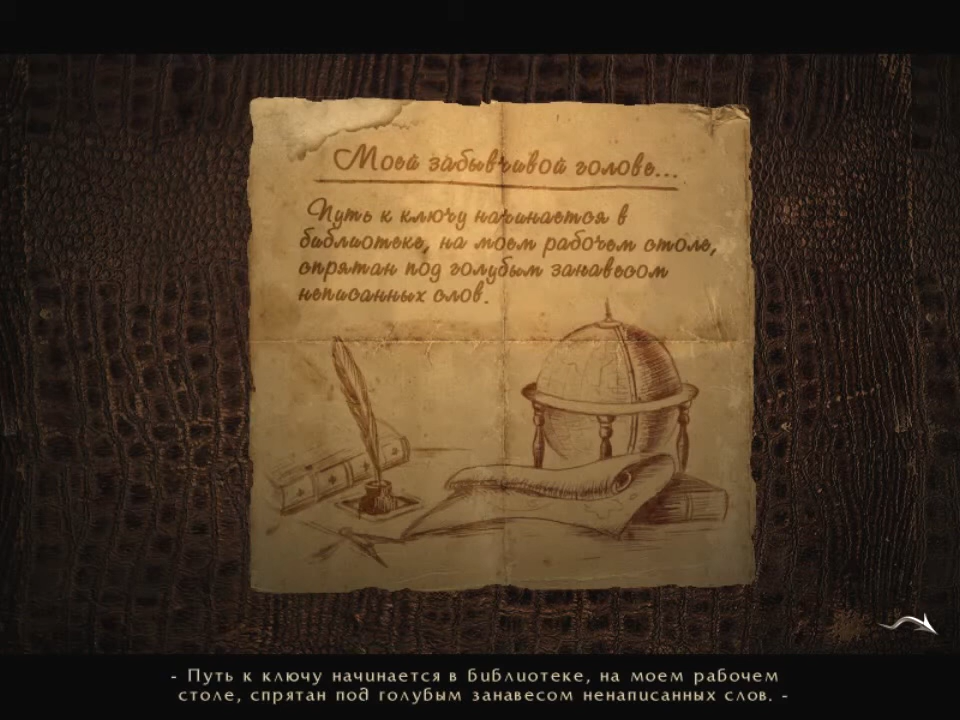 Моей забывчивой голове...
Путь к ключу начинается в
библиотеке, на моем рабочем столе,
спрятан под голубым занавесом
неписанных слов.
- Путь к ключу начинается в библиотеке, на моем рабочем
столе, спрятан под голубым занавесом ненаписанных слов. -